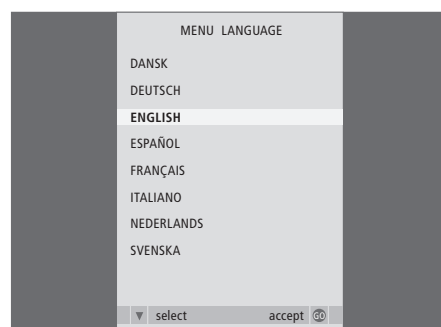 MENU LANGUAGE
DANSK
DEUTSCH
ENGLISH
ESPAÑOL
FRANÇAIS
ITALIANO
NEDERLANDS
SVENSKA
select accept GO